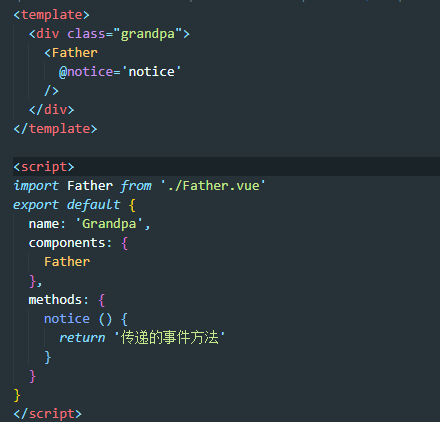 <template>
  <div class="grandpa">
    <Father
      @notice='notice'
    />
  </div>
</template>

<script>
import Father from './Father.vue'
export default {
  name: 'Grandpa',
  components: {
    Father
  },
  methods: {
    notice () {
      return '传递的事件方法'
    }
  }
}
</script>